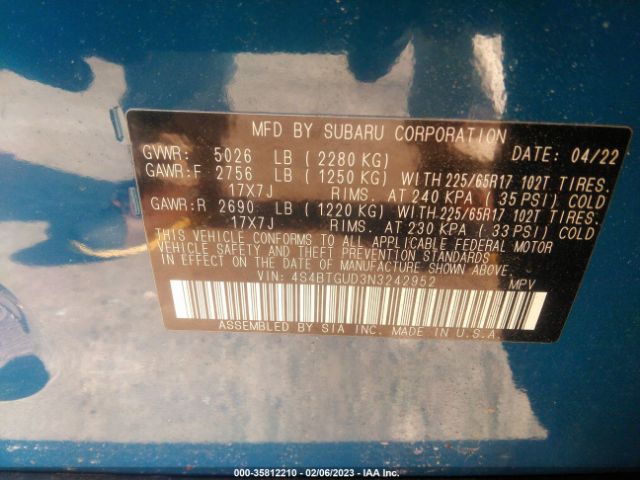 MFD BY SUBARU CORPORATION
GVWR: 5026 LB (2280 KG) DATE: 04/22
GAWR:F 2756 LB (1250 KG) WITH 225/65R17 102T TIRES.
17X7J RIMS. AT 240 KPA (35 PSI) COLD
GAWR:R 2690 LB (1220 KG) WITH 225/65R17 102T TIRES.
17X7J RIMS. AT 230 KPA (33 PSI) COLD
THIS VEHICLE CONFORMS TO ALL APPLICABLE FEDERAL MOTOR
VEHICLE SAFETY AND THEFT PREVENTION STANDARDS
IN EFFECT ON THE DATE OF MANUFACTURE SHOWN ABOVE.
VIN: 4S4BTGUD3N3242952 MPV
ASSEMBLED BY SIA INC. MADE IN U.S.A.
000-35812210 - 02/06/2023 - IAA Inc.